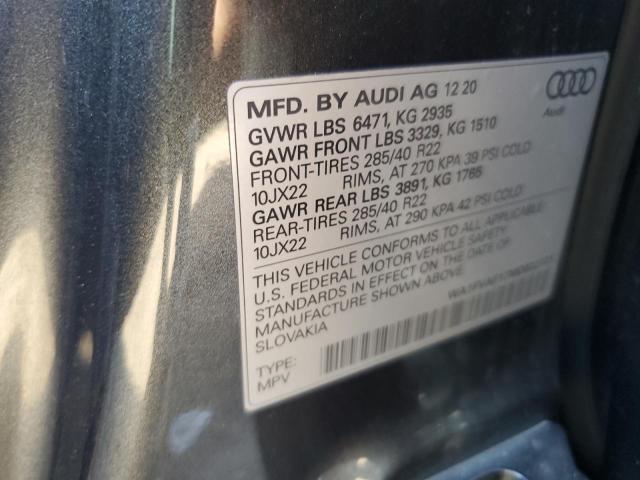 MFD. BY AUDI AG 12 20
GVWR LBS 6471, KG 2935
GAWR FRONT LBS 3329, KG 1510
FRONT-TIRES 285/40 R22
10JX22 RIMS, AT 270 KPA 39 PSI COLD
GAWR REAR LBS 3891, KG 1765
REAR-TIRES 285/40 R22
10JX22 RIMS, AT 290 KPA 42 PSI COLD
THIS VEHICLE CONFORMS TO ALL APPLICABLE
U.S. FEDERAL MOTOR VEHICLE SAFETY
STANDARDS IN EFFECT ON THE DATE OF
MANUFACTURE SHOWN ABOVE.
SLOVAKIA
TYPE:
MPV
Audi